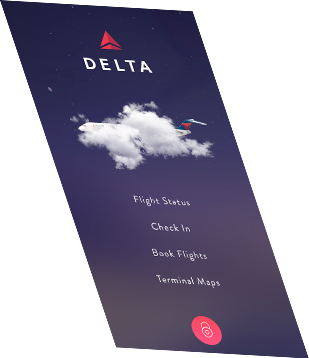 DELTA
Flight Status
Check In
Book Flights
Terminal Maps